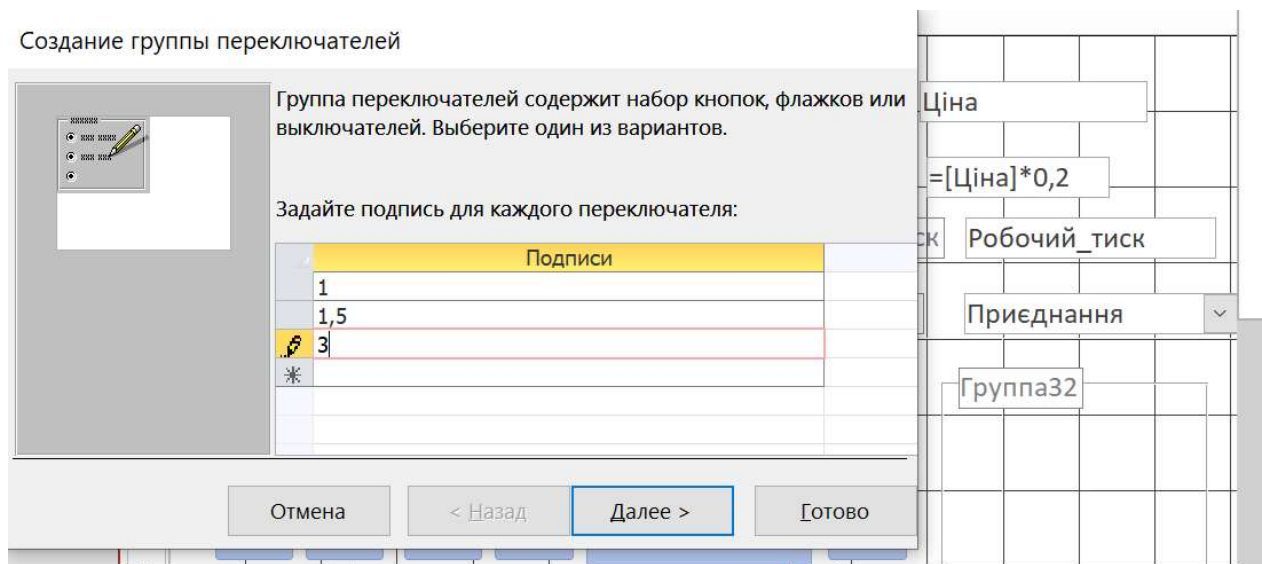 Создание группы переключателей
Группа переключателей содержит набор кнопок, флажков или
выключателей. Выберите один из вариантов.
Задайте подпись для каждого переключателя:
Подписи
1
1,5
3
Отмена
< Назад
Далее >
Готово
Ціна
=[Ціна]*0,2
ск
Робочий_тиск
Приєднання
Группа32